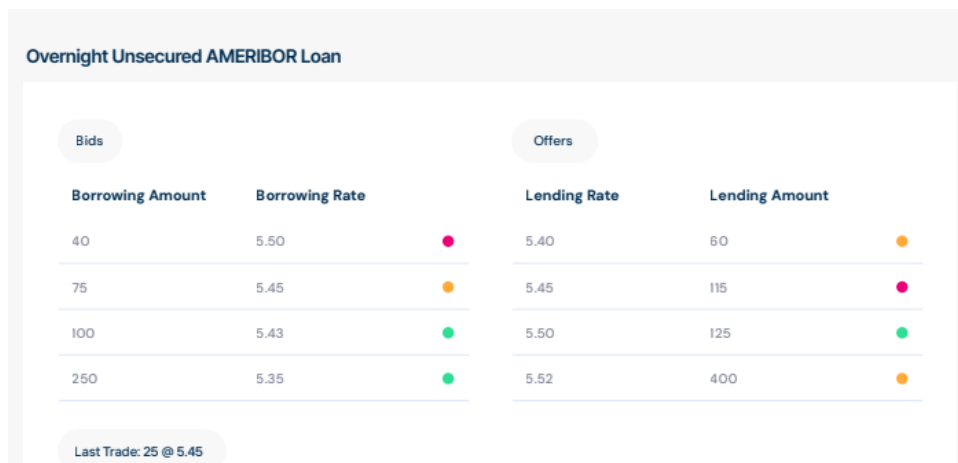 Overnight Unsecured AMERIBOR Loan
Bids Offers
Borrowing Amount Borrowing Rate Lending Rate Lending Amount
40 5.50 5.40 60
75 5.45 5.45 115
100 5.43 5.50 125
250 5.35 5.52 400
Last Trade: 25 @ 5.45